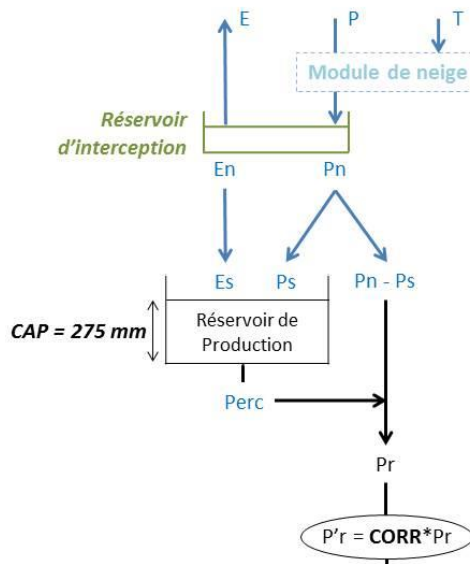 E
P
T
Module de neige
Réservoir
d'interception
En
Pn
Es
Ps
Pn - Ps
CAP = 275 mm
Réservoir de
Production
Perc
Pr
P'r = CORR*Pr